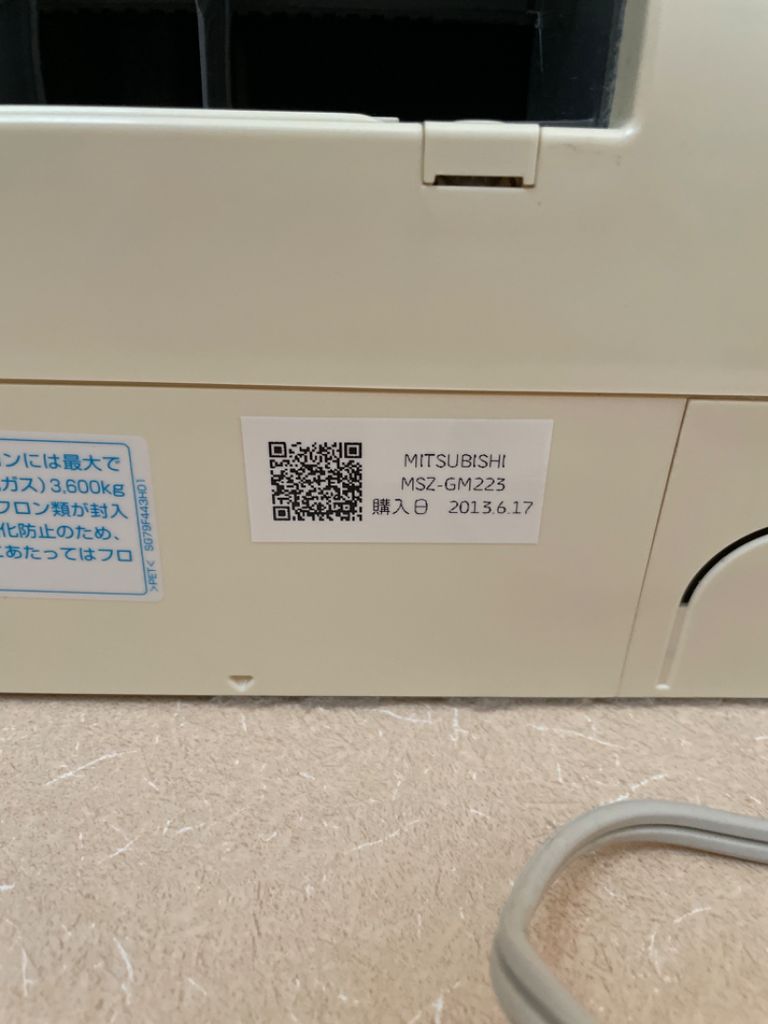 ンには最大で
ガス)3,600kg
フロン類が封入
化防止のため、
にあたってはフロ
>PET< SG79F443H01
MITSUBISHI
MSZ-GM223
購入日 2013.6.17